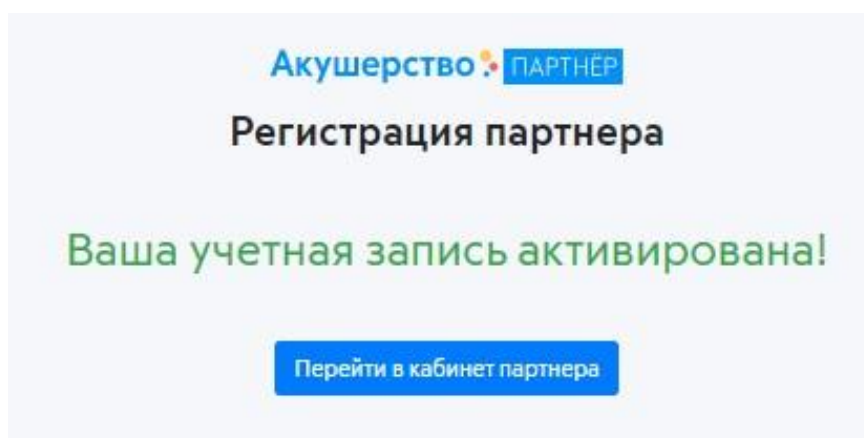 Акушерство ПАРТНЁР
Регистрация партнера
Ваша учетная запись активирована!
Перейти в кабинет партнера